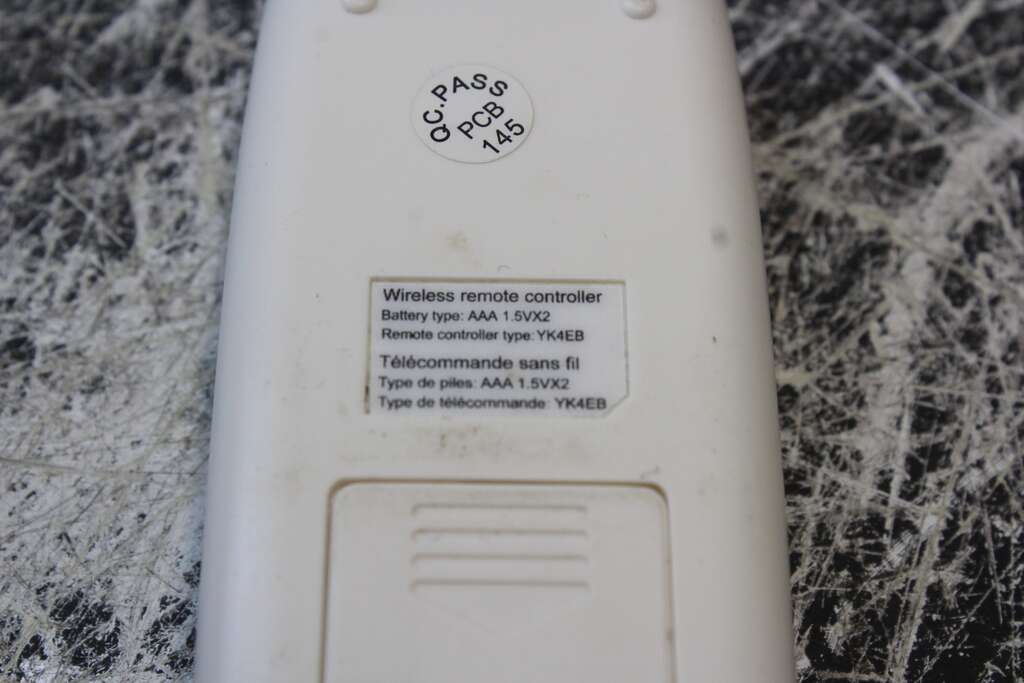 QC.PASS
PCB
145
Wireless remote controller
Battery type: AAA 1.5VX2
Remote controller type: YK4EB
Télécommande sans fil
Type de piles: AAA 1.5VX2
Type de télécommande: YK4EB